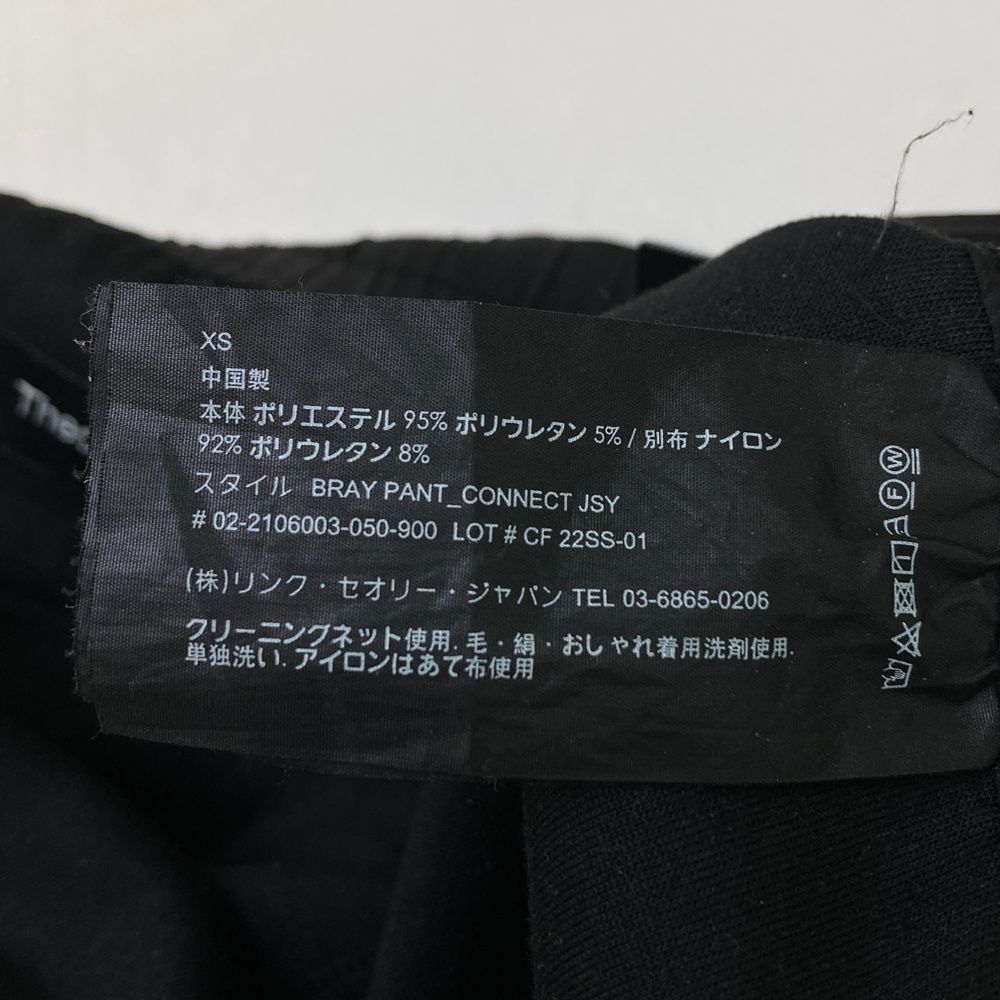 XS
中国製
本体 ポリエステル 95% ポリウレタン 5% / 別布 ナイロン
92% ポリウレタン 8%
スタイル BRAY PANT_CONNECT JSY
# 02-2106003-050-900 LOT # CF 22SS-01
(株)リンク・セオリー・ジャパン TEL 03-6865-0206
クリーニングネット使用. 毛・絹・おしゃれ着用洗剤使用.
単独洗い. アイロンはあて布使用
W
F